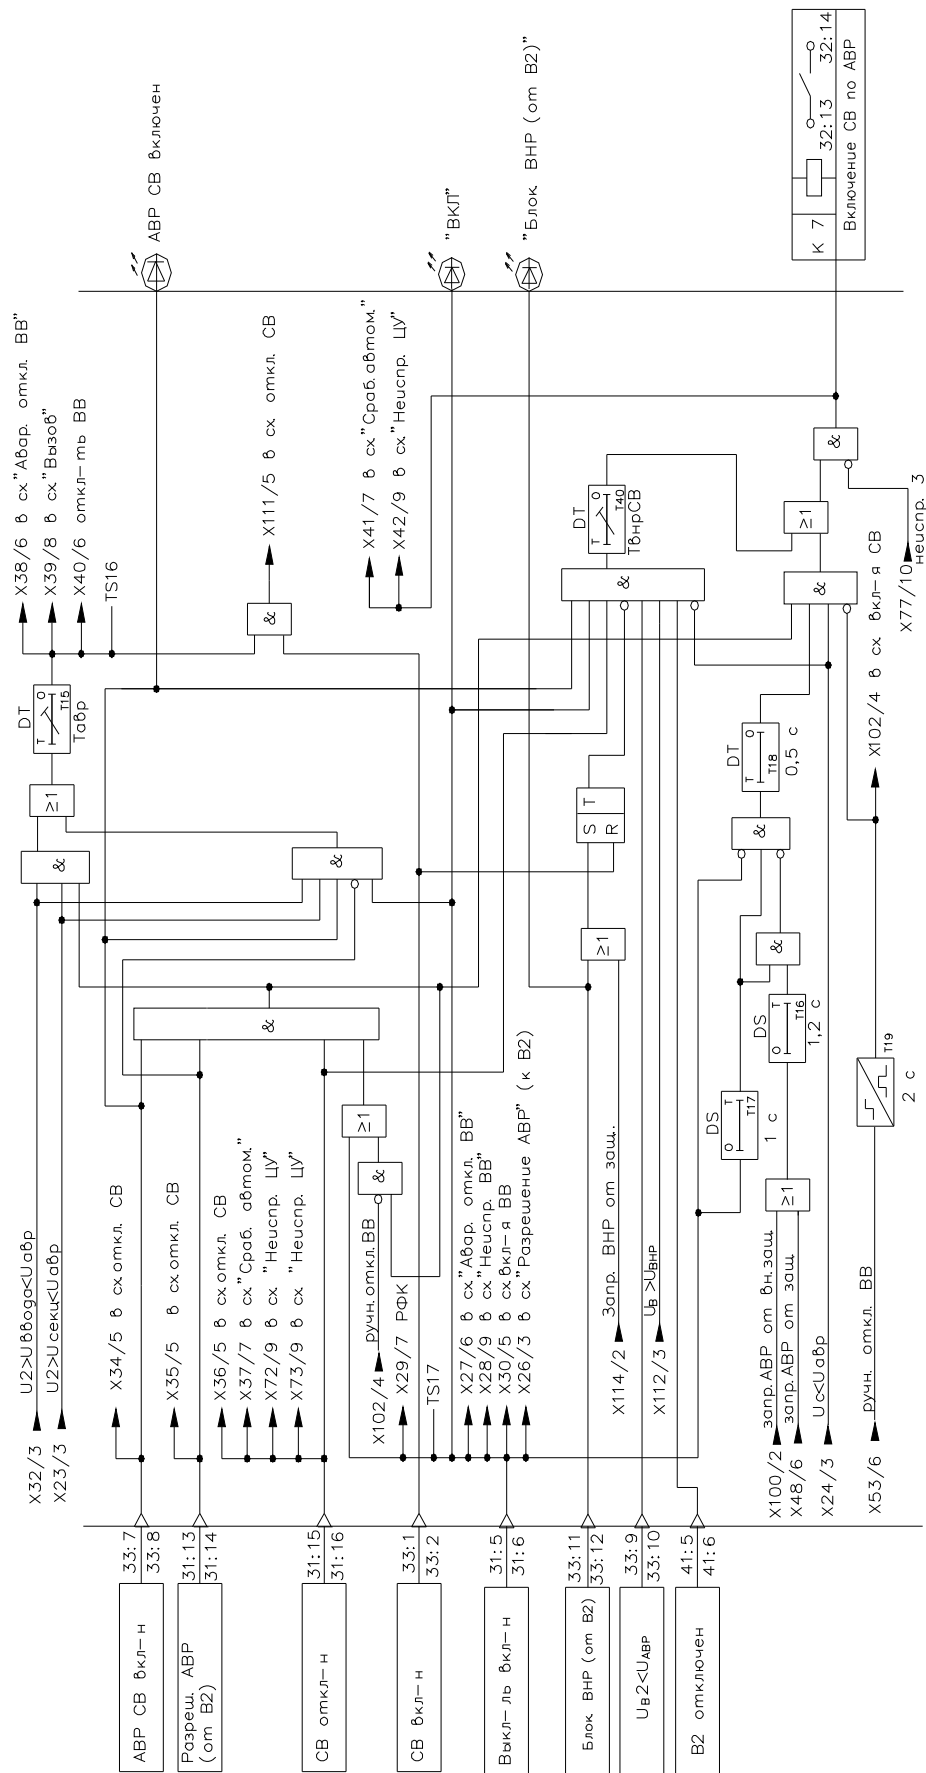 X38/6 в сх"Авар. откл. ВВ"
X39/8 в сх"Вызов"
X40/6 откл-ть ВВ
TS16
АВР СВ включен
X111/5 в сх откл. СВ
X41/7 в сх"Сраб.автом."
X42/9 в сх"Неиспр. ЦУ"
"ВКЛ"
"Блок. ВНР (от В2)"
K 7
32:13
32:14
Включение СВ по АВР
DT
T
O
T15
Тавр
≥1
&
&
&
DT
T
O
T40
ТвнрСВ
&
≥1
&
&
X77/10
неиспр. 3
X102/4 в сх вкл-я СВ
DT
T
O
T18
0,5 с
&
S
T
R
≥1
&
&
DS
O
T
T16
1,2 с
DS
O
T
T17
1 с
T19
2 с
≥1
&
≥1
X32/3
U2>Uввода<Uавр
X23/3
U2>Uсекц<Uавр
X34/5 в сх откл. СВ
X35/5 в сх откл. СВ
X36/5 в сх откл. СВ
X37/7 в сх"Сраб. автом."
X72/9 в сх "Неиспр. ЦУ"
X73/9 в сх "Неиспр. ЦУ"
X102/4
ручн.откл.ВВ
X29/7 РФК
TS17
X27/6 в сх"Авар. откл. ВВ"
X28/9 в сх"Неиспр. ВВ"
X30/5 в сх.вкл-я ВВ
X26/3 в сх"Разрешение АВР" (к В2)
X114/2
Запр. ВНР от защ..
X112/3
Uв >Uвнр
X100/2
запр.АВР от вн.защ
X48/6
запр.АВР от защ
X24/3
Uс<Uавр
X53/6
ручн. откл. ВВ
33:7
33:8
АВР СВ вкл-н
31:13
31:14
Разреш. АВР
(от В2)
31:15
31:16
СВ откл-н
33:1
33:2
СВ вкл-н
31:5
31:6
Выкл-ль вкл-н
33:11
33:12
Блок ВНР (от В2)
33:9
33:10
Uв2<Uавр
41:5
41:6
В2 отключен